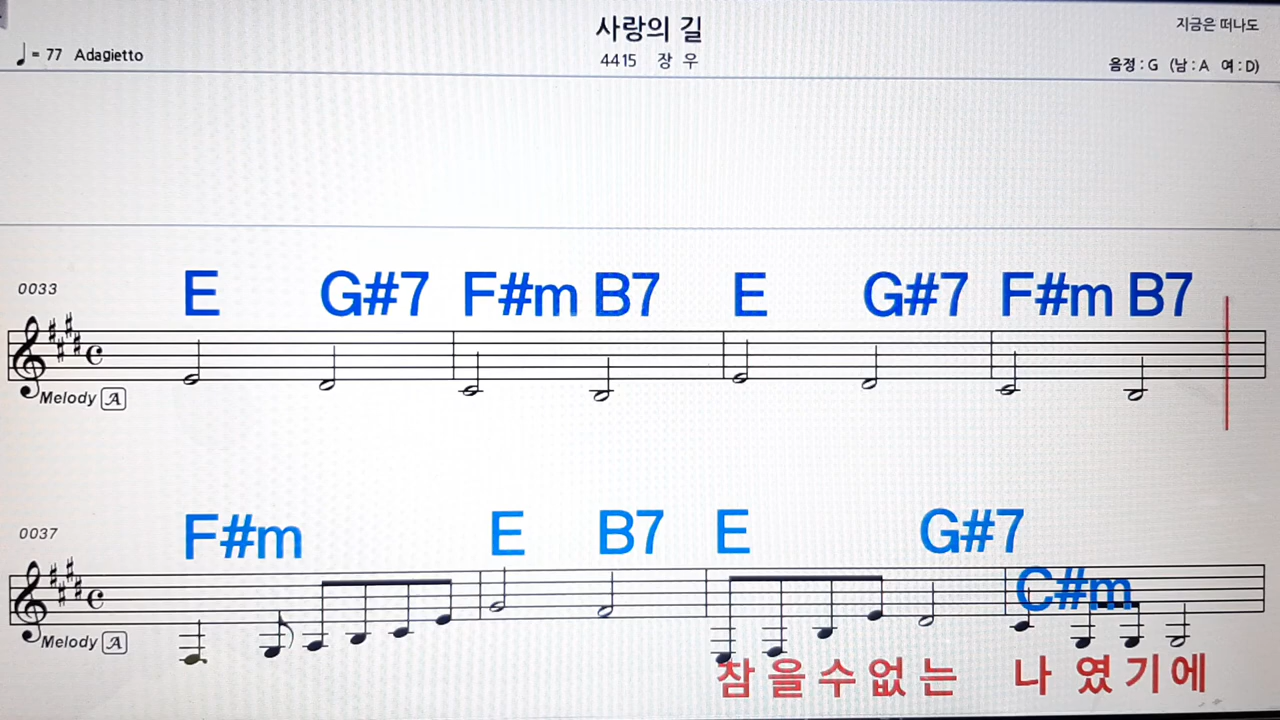 사랑의 길
지금은 떠나도
♩= 77 Adagietto
4415 장 우
음정 : G (남 : A 여 : D)
0033
E G#7 F#m B7 E G#7 F#m B7
Melody A
0037
F#m E B7 E G#7 C#m
Melody A
참을수없는 나였기에